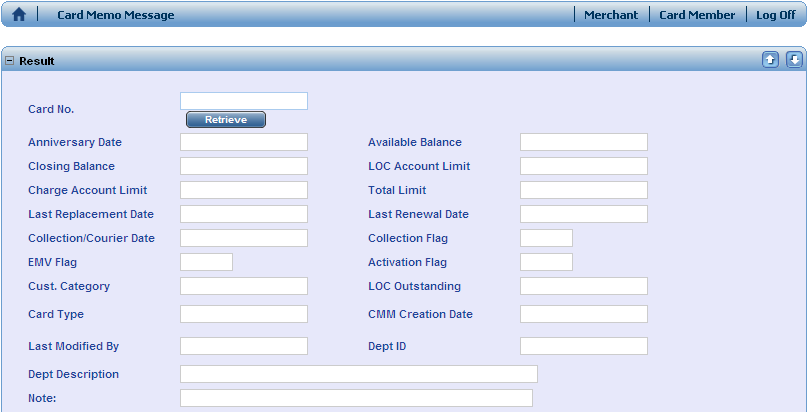 Card Memo Message Merchant Card Member Log Off
Result
Card No.
Retrieve
Anniversary Date Available Balance
Closing Balance LOC Account Limit
Charge Account Limit Total Limit
Last Replacement Date Last Renewal Date
Collection/Courier Date Collection Flag
EMV Flag Activation Flag
Cust. Category LOC Outstanding
Card Type CMM Creation Date
Last Modified By Dept ID
Dept Description
Note: